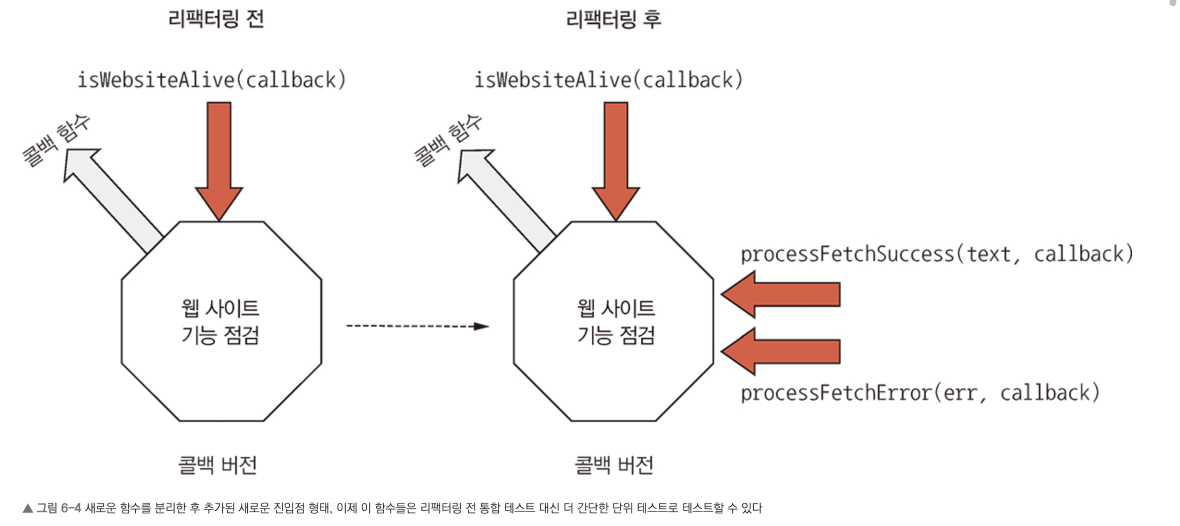 리팩터링 전
리팩터링 후
isWebsiteAlive(callback)
isWebsiteAlive(callback)
콜백 함수
콜백 함수
processFetchSuccess(text, callback)
웹 사이트
기능 점검
웹 사이트
기능 점검
processFetchError(err, callback)
콜백 버전
콜백 버전
▲ 그림 6-4 새로운 함수를 분리한 후 추가된 새로운 진입점 형태, 이제 이 함수들은 리팩터링 전 통합 테스트 대신 더 간단한 단위 테스트로 테스트할 수 있다